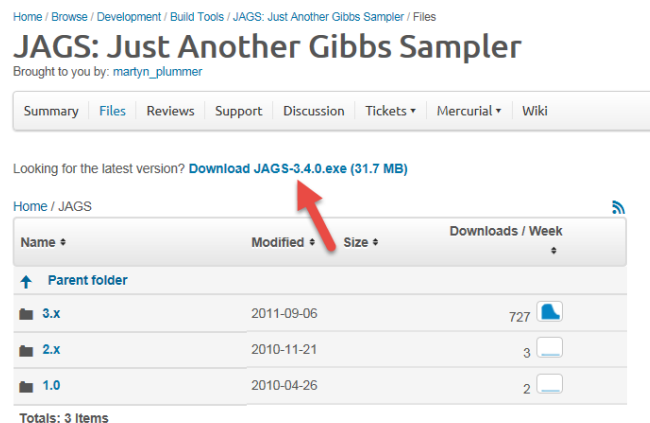 Home / Browse / Development / Build Tools / JAGS: Just Another Gibbs Sampler / Files
JAGS: Just Another Gibbs Sampler
Brought to you by: martyn_plummer
Summary Files Reviews Support Discussion Tickets Mercurial Wiki
Looking for the latest version? Download JAGS-3.4.0.exe (31.7 MB)
Home / JAGS
Name Modified Size Downloads / Week
Parent folder
3.x 2011-09-06 727
2.x 2010-11-21 3
1.0 2010-04-26 2
Totals: 3 Items